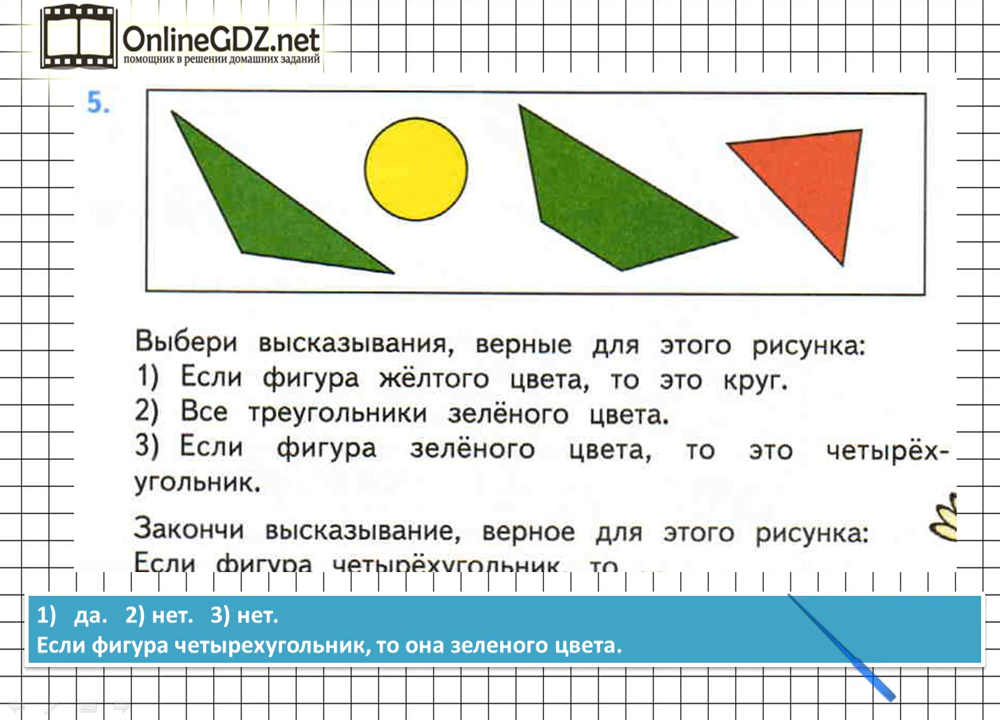 OnlineGDZ.net
помощник в решении домашних заданий
5.
Выбери высказывания, верные для этого рисунка:
1) Если фигура жёлтого цвета, то это круг.
2) Все треугольники зелёного цвета.
3) Если фигура зелёного цвета, то это четырёх-
угольник.
Закончи высказывание, верное для этого рисунка:
Если фигура четырёхугольник, то ...
1) да. 2) нет. 3) нет.
Если фигура четырехугольник, то она зеленого цвета.